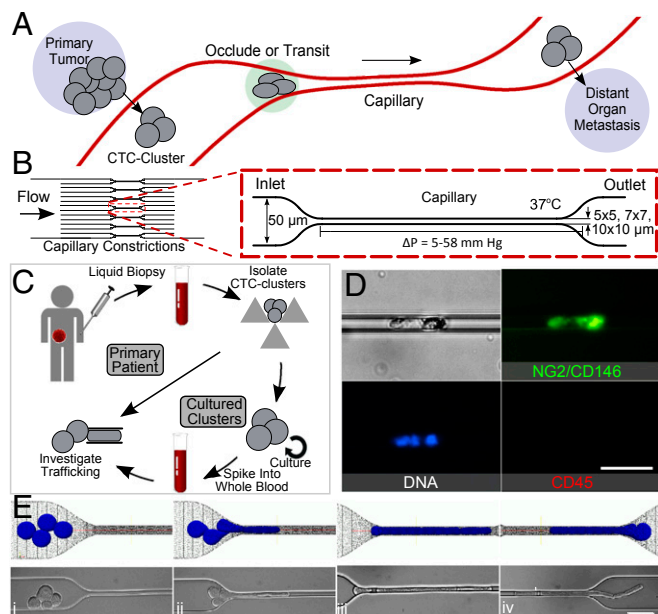 A
Primary
Tumor
CTC-Cluster
Occlude or Transit
Capillary
Distant
Organ
Metastasis
B
Flow
Capillary Constrictions
Inlet
Capillary
37°C
Outlet
50 µm
5x5, 7x7,
10x10 µm
ΔP = 5-58 mm Hg
C
Liquid Biopsy
Isolate
CTC-clusters
Primary
Patient
Cultured
Clusters
Culture
Investigate
Trafficking
Spike Into
Whole Blood
D
NG2/CD146
DNA
CD45
E
i
ii
iii
iv